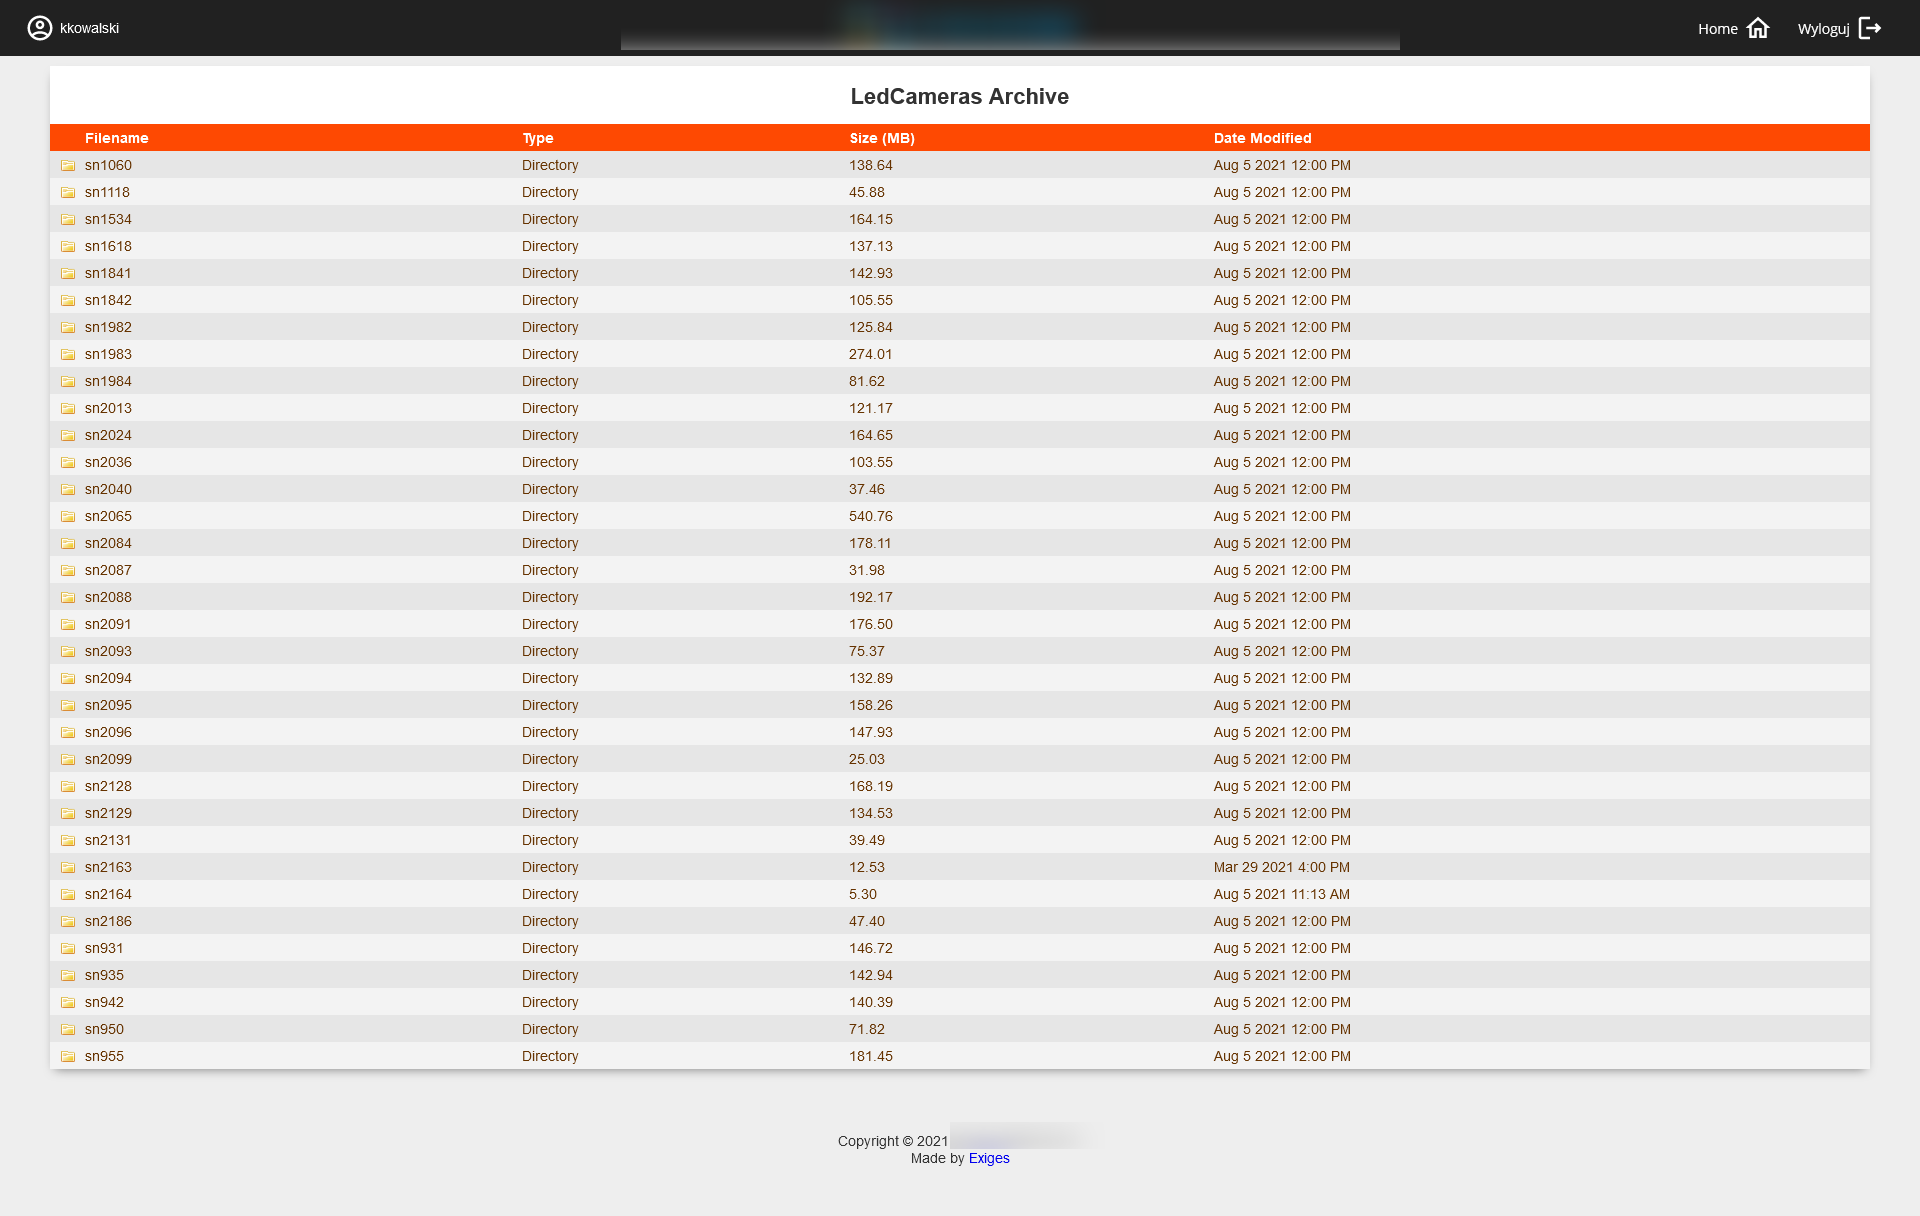 kkowalski
Home
Wyloguj
LedCameras Archive
Filename Type Size (MB) Date Modified
sn1060 Directory 138.64 Aug 5 2021 12:00 PM
sn1118 Directory 45.88 Aug 5 2021 12:00 PM
sn1534 Directory 164.15 Aug 5 2021 12:00 PM
sn1618 Directory 137.13 Aug 5 2021 12:00 PM
sn1841 Directory 142.93 Aug 5 2021 12:00 PM
sn1842 Directory 105.55 Aug 5 2021 12:00 PM
sn1982 Directory 125.84 Aug 5 2021 12:00 PM
sn1983 Directory 274.01 Aug 5 2021 12:00 PM
sn1984 Directory 81.62 Aug 5 2021 12:00 PM
sn2013 Directory 121.17 Aug 5 2021 12:00 PM
sn2024 Directory 164.65 Aug 5 2021 12:00 PM
sn2036 Directory 103.55 Aug 5 2021 12:00 PM
sn2040 Directory 37.46 Aug 5 2021 12:00 PM
sn2065 Directory 540.76 Aug 5 2021 12:00 PM
sn2084 Directory 178.11 Aug 5 2021 12:00 PM
sn2087 Directory 31.98 Aug 5 2021 12:00 PM
sn2088 Directory 192.17 Aug 5 2021 12:00 PM
sn2091 Directory 176.50 Aug 5 2021 12:00 PM
sn2093 Directory 75.37 Aug 5 2021 12:00 PM
sn2094 Directory 132.89 Aug 5 2021 12:00 PM
sn2095 Directory 158.26 Aug 5 2021 12:00 PM
sn2096 Directory 147.93 Aug 5 2021 12:00 PM
sn2099 Directory 25.03 Aug 5 2021 12:00 PM
sn2128 Directory 168.19 Aug 5 2021 12:00 PM
sn2129 Directory 134.53 Aug 5 2021 12:00 PM
sn2131 Directory 39.49 Aug 5 2021 12:00 PM
sn2163 Directory 12.53 Mar 29 2021 4:00 PM
sn2164 Directory 5.30 Aug 5 2021 11:13 AM
sn2186 Directory 47.40 Aug 5 2021 12:00 PM
sn931 Directory 146.72 Aug 5 2021 12:00 PM
sn935 Directory 142.94 Aug 5 2021 12:00 PM
sn942 Directory 140.39 Aug 5 2021 12:00 PM
sn950 Directory 71.82 Aug 5 2021 12:00 PM
sn955 Directory 181.45 Aug 5 2021 12:00 PM
Copyright © 2021
Made by Exiges